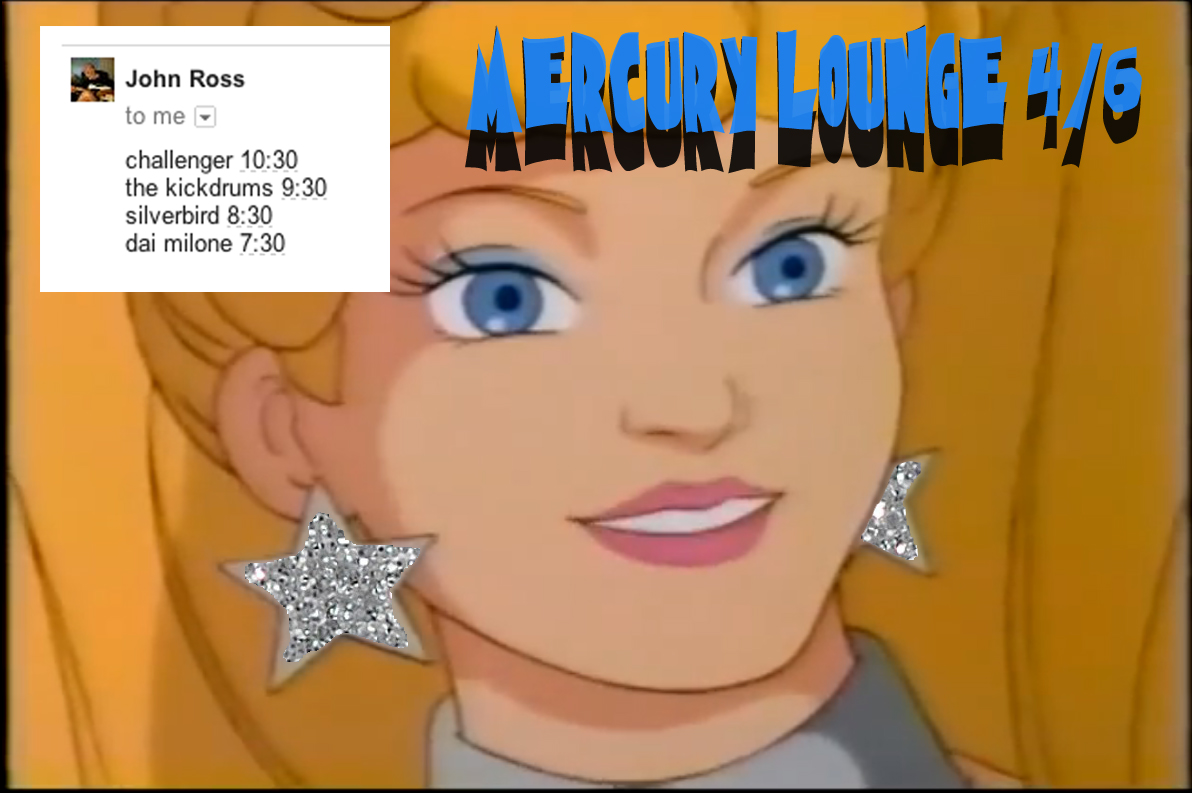 MERCURY LOUNGE 4/6
John Ross
to me
challenger 10:30
the kickdrums 9:30
silverbird 8:30
dai milone 7:30